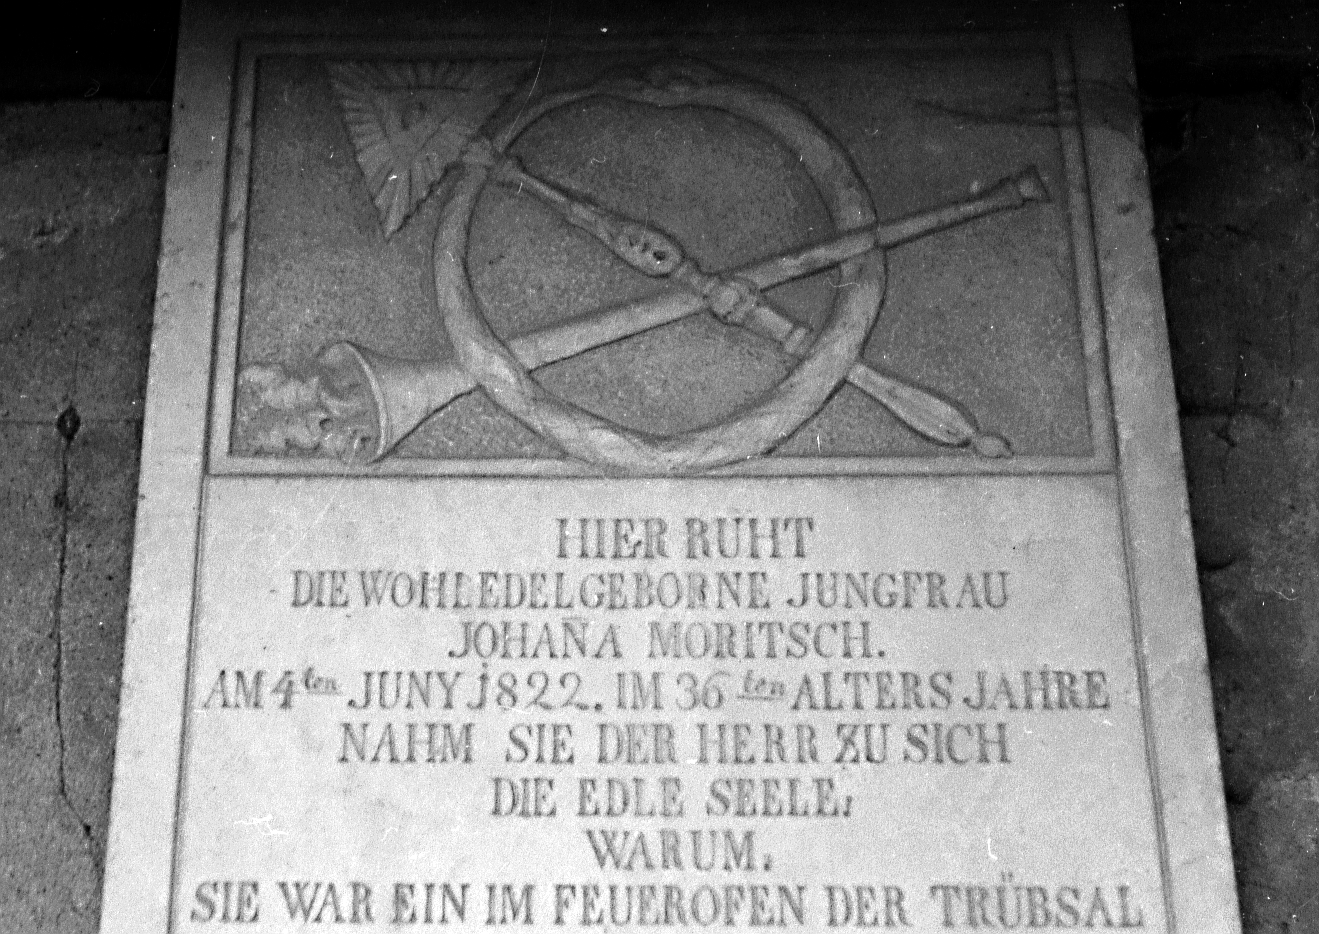 HIER RUHT
DIE WOHLEDELGEBORNE JUNGFRAU
JOHAN̄A MORITSCH.
AM 4ten JUNY 1822. IM 36ten ALTERS JAHRE
NAHM SIE DER HERR ZU SICH
DIE EDLE SEELE;
WARUM.
SIE WAR EIN IM FEUEROFEN DER TRÜBSAL